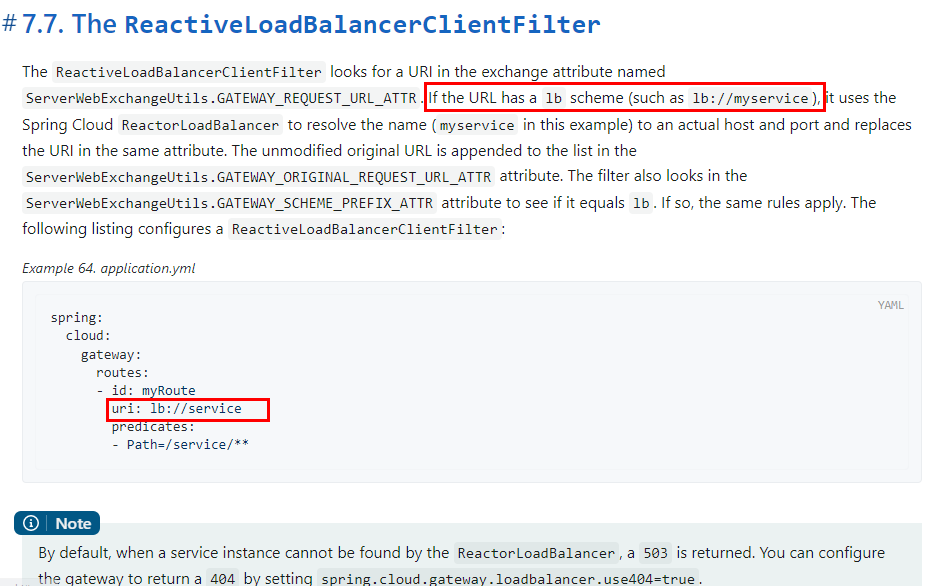 # 7.7. The ReactiveLoadBalancerClientFilter
The ReactiveLoadBalancerClientFilter looks for a URI in the exchange attribute named
ServerWebExchangeUtils.GATEWAY_REQUEST_URL_ATTR. If the URL has a lb scheme (such as lb://myservice), it uses the
Spring Cloud ReactorLoadBalancer to resolve the name (myservice in this example) to an actual host and port and replaces
the URI in the same attribute. The unmodified original URL is appended to the list in the
ServerWebExchangeUtils.GATEWAY_ORIGINAL_REQUEST_URL_ATTR attribute. The filter also looks in the
ServerWebExchangeUtils.GATEWAY_SCHEME_PREFIX_ATTR attribute to see if it equals lb. If so, the same rules apply. The
following listing configures a ReactiveLoadBalancerClientFilter:
Example 64. application.yml
YAML
spring:
  cloud:
    gateway:
      routes:
      - id: myRoute
        uri: lb://service
        predicates:
        - Path=/service/**
Note
By default, when a service instance cannot be found by the ReactorLoadBalancer, a 503 is returned. You can configure
the gateway to return a 404 by setting spring.cloud.gateway.loadbalancer.use404=true.